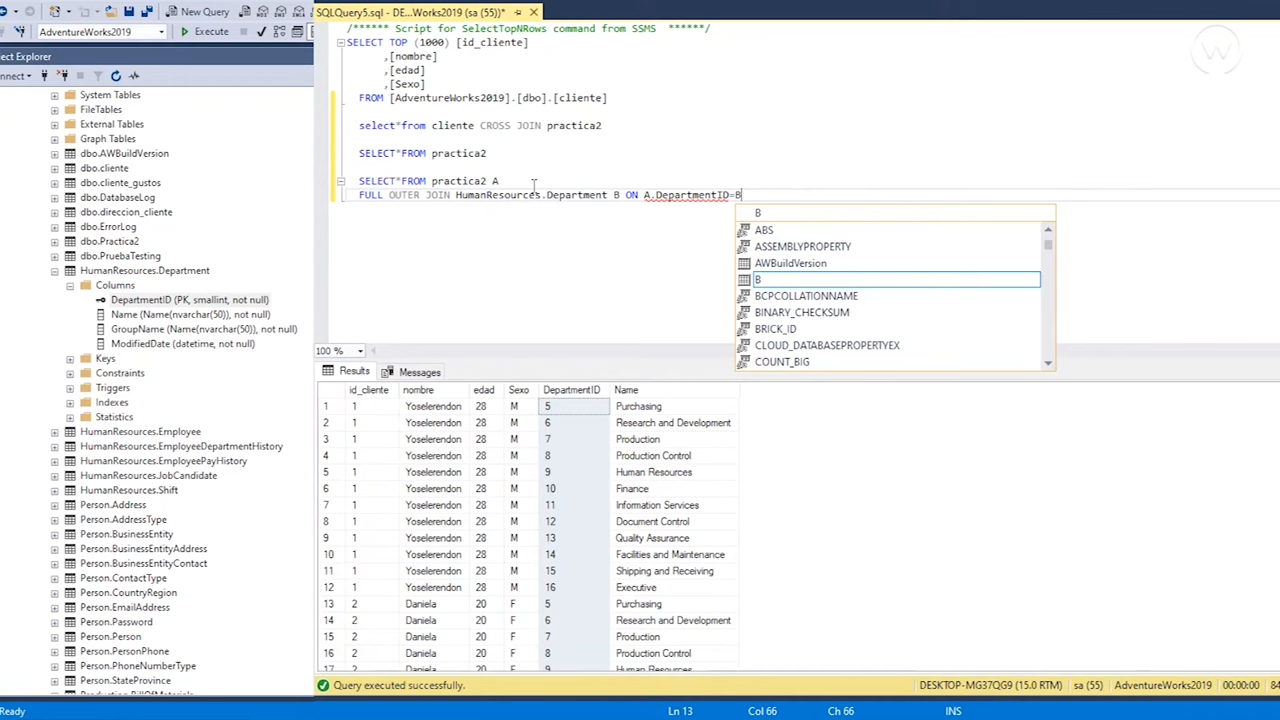 New Query
SQLQuery5.sql - DE...Works2019 (sa (55))*
AdventureWorks2019
Execute
ect Explorer
nnect
System Tables
FileTables
External Tables
Graph Tables
dbo.AWBuildVersion
dbo.cliente
dbo.cliente_gustos
dbo.DatabaseLog
dbo.direccion_cliente
dbo.ErrorLog
dbo.Practica2
dbo.PruebaTesting
HumanResources.Department
Columns
DepartmentID (PK, smallint, not null)
Name (Name(nvarchar(50)), not null)
GroupName (Name(nvarchar(50)), not null)
ModifiedDate (datetime, not null)
Keys
Constraints
Triggers
Indexes
Statistics
HumanResources.Employee
HumanResources.EmployeeDepartmentHistory
HumanResources.EmployeePayHistory
HumanResources.JobCandidate
HumanResources.Shift
Person.Address
Person.AddressType
Person.BusinessEntity
Person.BusinessEntityAddress
Person.BusinessEntityContact
Person.ContactType
Person.CountryRegion
Person.EmailAddress
Person.Password
Person.Person
Person.PersonPhone
Person.PhoneNumberType
Person.StateProvince
Production.BillOfMaterials
/****** Script for SelectTopNRows command from SSMS ******/
SELECT TOP (1000) [id_cliente]
,[nombre]
,[edad]
,[Sexo]
FROM [AdventureWorks2019].[dbo].[cliente]
select*from cliente CROSS JOIN practica2
SELECT*FROM practica2
SELECT*FROM practica2 A
FULL OUTER JOIN HumanResources.Department B ON A.DepartmentID=B
B
ABS
ASSEMBLYPROPERTY
AWBuildVersion
B
BCPCOLLATIONNAME
BINARY_CHECKSUM
BRICK_ID
CLOUD_DATABASEPROPERTYEX
COUNT_BIG
W
100 %
Results Messages
id_cliente nombre edad Sexo DepartmentID Name
1 1 Yoselerendon 28 M 5 Purchasing
2 1 Yoselerendon 28 M 6 Research and Development
3 1 Yoselerendon 28 M 7 Production
4 1 Yoselerendon 28 M 8 Production Control
5 1 Yoselerendon 28 M 9 Human Resources
6 1 Yoselerendon 28 M 10 Finance
7 1 Yoselerendon 28 M 11 Information Services
8 1 Yoselerendon 28 M 12 Document Control
9 1 Yoselerendon 28 M 13 Quality Assurance
10 1 Yoselerendon 28 M 14 Facilities and Maintenance
11 1 Yoselerendon 28 M 15 Shipping and Receiving
12 1 Yoselerendon 28 M 16 Executive
13 2 Daniela 20 F 5 Purchasing
14 2 Daniela 20 F 6 Research and Development
15 2 Daniela 20 F 7 Production
16 2 Daniela 20 F 8 Production Control
17 2 Daniela 20 F 9 Human Resources
Query executed successfully.
DESKTOP-MG37QG9 (15.0 RTM) sa (55) AdventureWorks2019 00:00:00 84
Ready
Ln 13 Col 66 Ch 66 INS